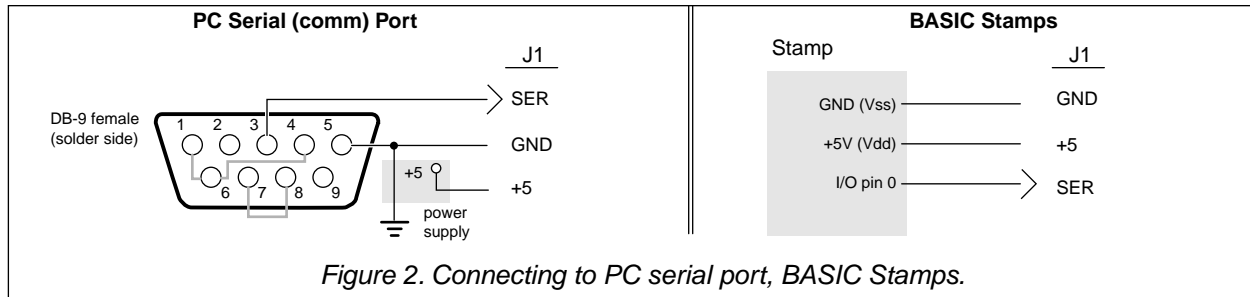 PC Serial (comm) Port
J1
SER
DB-9 female
(solder side)
1 2 3 4 5
GND
6 7 8 9
+5
+5
power
supply
BASIC Stamps
Stamp
J1
GND (Vss) GND
+5V (Vdd) +5
I/O pin 0 SER
Figure 2. Connecting to PC serial port, BASIC Stamps.